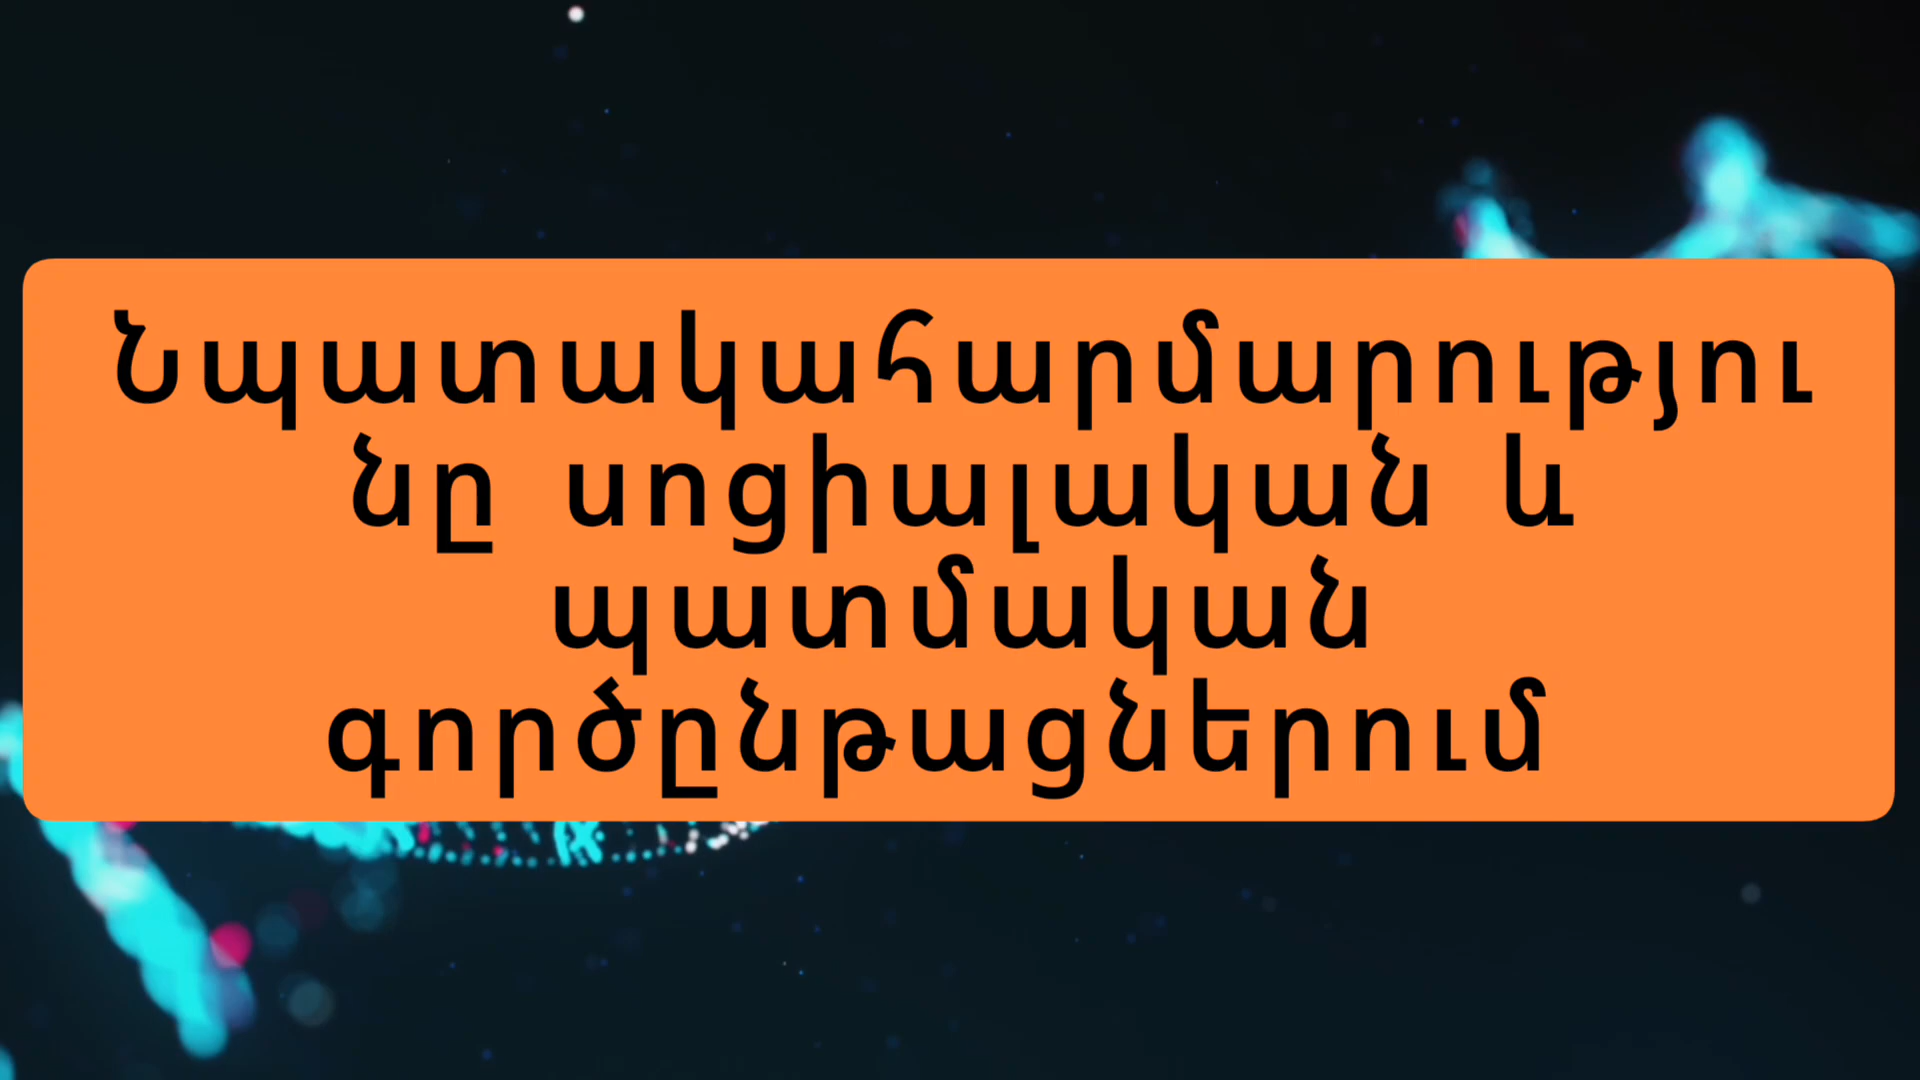 Նպատակահարմարությու
նը սոցիալական և
պատմական
գործընթացներում